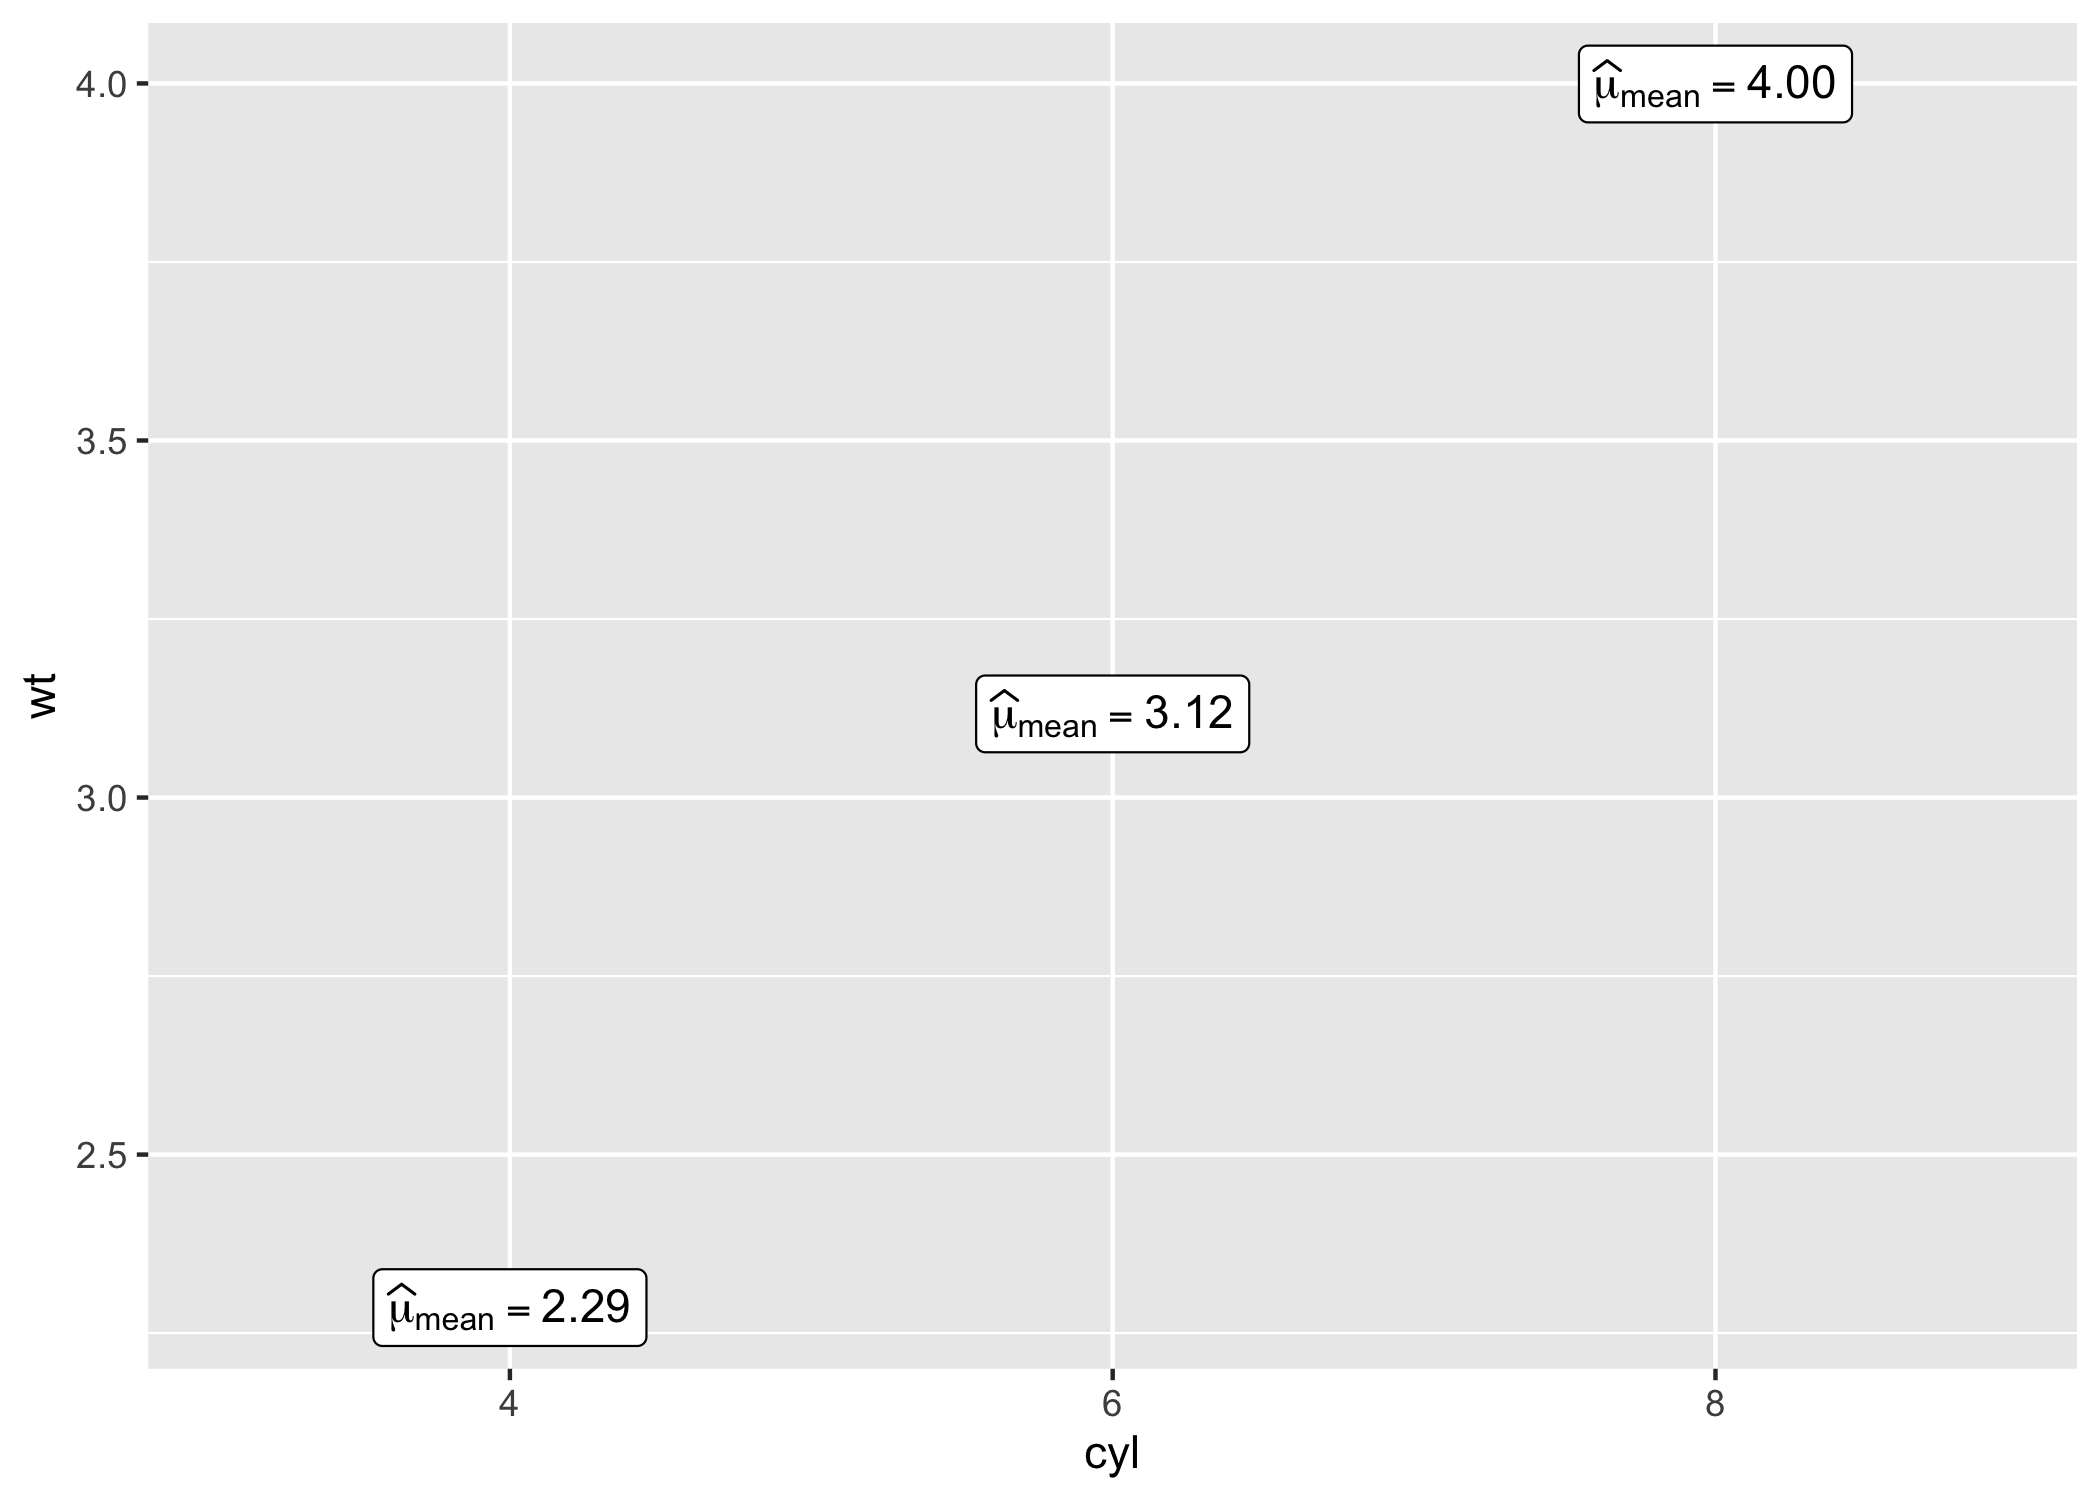 4.0
μ̂mean = 4.00
3.5
wt
μ̂mean = 3.12
3.0
2.5
μ̂mean = 2.29
4 6 8
cyl